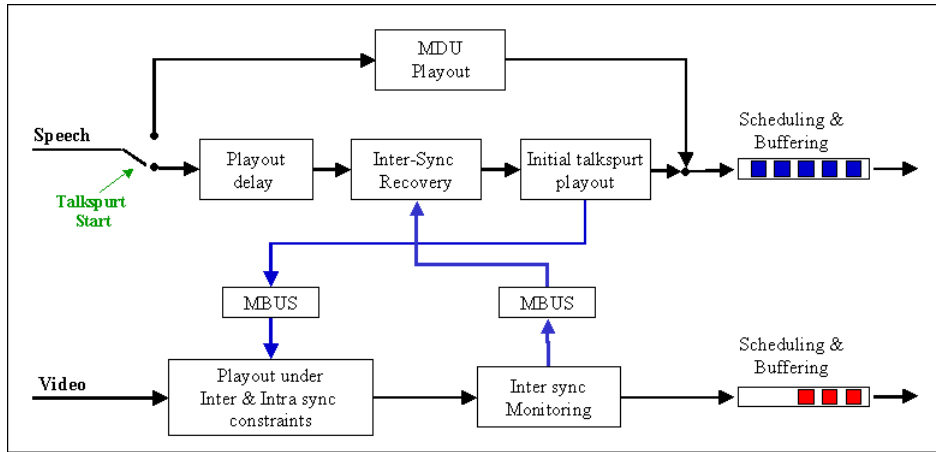 MDU
Playout
Speech
Scheduling &
Buffering
Playout
delay
Inter-Sync
Recovery
Initial talkspurt
playout
Talkspurt
Start
MBUS
MBUS
Scheduling &
Buffering
Video
Playout under
Inter & Intra sync
constraints
Inter sync
Monitoring